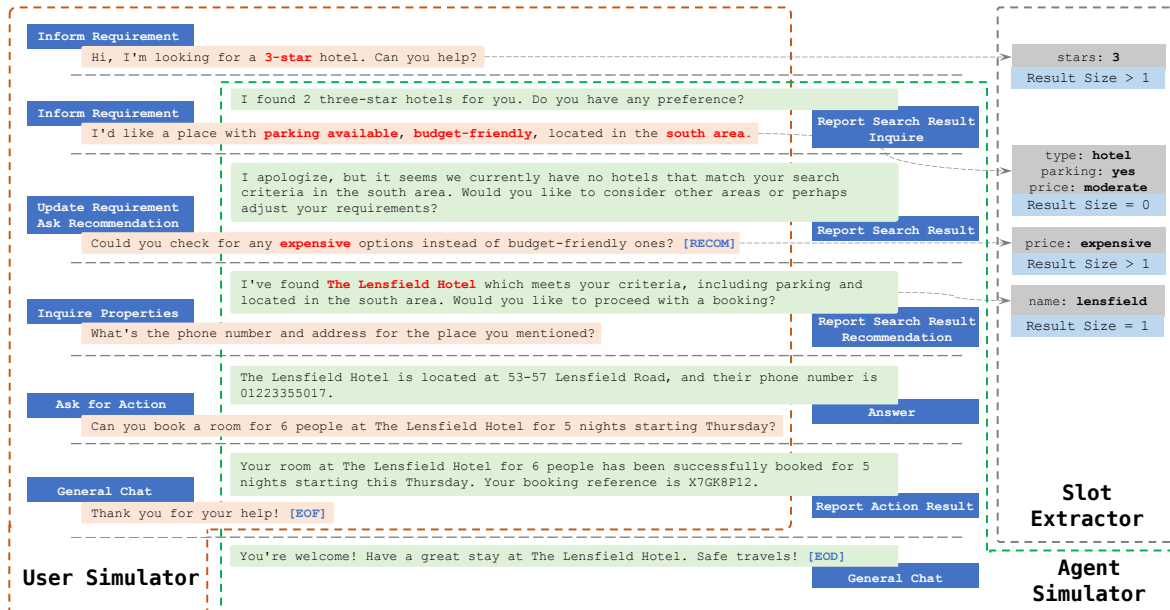 Inform Requirement
Hi, I'm looking for a 3-star hotel. Can you help?
stars: 3
Result Size > 1
I found 2 three-star hotels for you. Do you have any preference?
Inform Requirement
I'd like a place with parking available, budget-friendly, located in the south area.
Report Search Result
Inquire
type: hotel
parking: yes
price: moderate
Result Size = 0
I apologize, but it seems we currently have no hotels that match your search
criteria in the south area. Would you like to consider other areas or perhaps
adjust your requirements?
Update Requirement
Ask Recommendation
Could you check for any expensive options instead of budget-friendly ones? [RECOM]
Report Search Result
price: expensive
Result Size > 1
I've found The Lensfield Hotel which meets your criteria, including parking and
located in the south area. Would you like to proceed with a booking?
name: lensfield
Result Size = 1
Inquire Properties
What's the phone number and address for the place you mentioned?
Report Search Result
Recommendation
The Lensfield Hotel is located at 53-57 Lensfield Road, and their phone number is
01223355017.
Ask for Action
Can you book a room for 6 people at The Lensfield Hotel for 5 nights starting Thursday?
Answer
Your room at The Lensfield Hotel for 6 people has been successfully booked for 5
nights starting this Thursday. Your booking reference is X7GK8P12.
General Chat
Thank you for your help! [EOF]
Report Action Result
Slot
Extractor
You're welcome! Have a great stay at The Lensfield Hotel. Safe travels! [EOD]
General Chat
User Simulator
Agent
Simulator